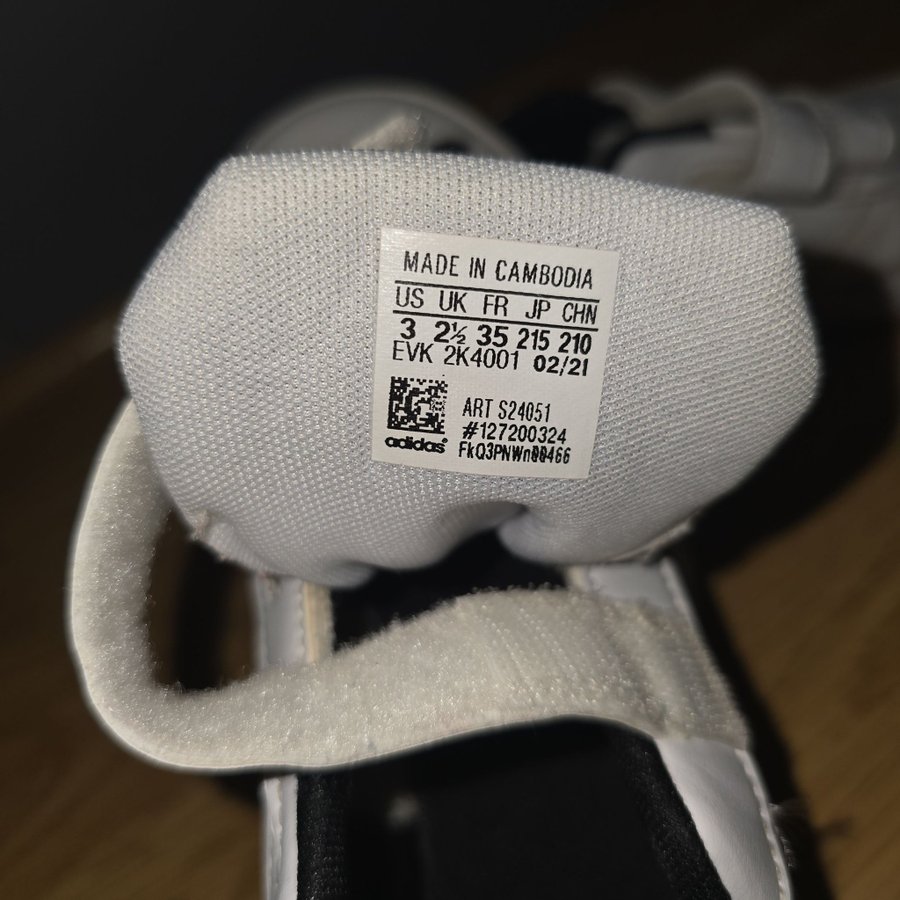 MADE IN CAMBODIA
US UK FR JP CHN
3 2½ 35 215 210
EVK 2K4001 02/21
ART S24051
#127200324
adidas®